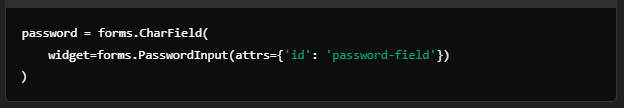 password = forms.CharField(
    widget=forms.PasswordInput(attrs={'id': 'password-field'})
)